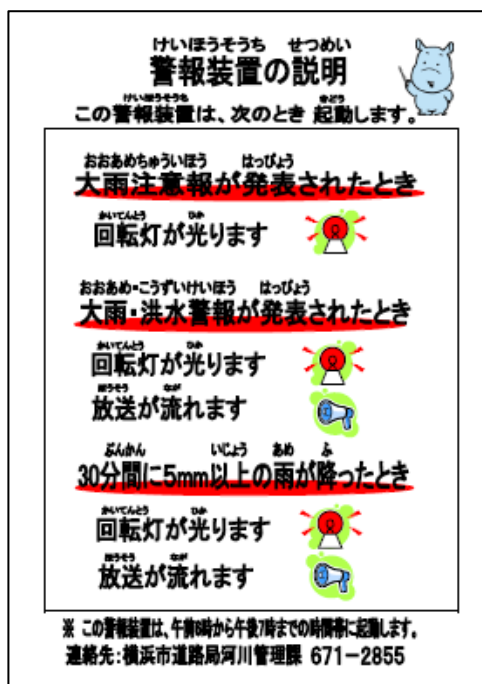 けいほうそうち せつめい
警報装置の説明
けいほうそうち きどう
この警報装置は、次のとき 起動します。
おおあめちゅういほう はっぴょう
大雨注意報が発表されたとき
かいてんとう ひか
回転灯が光ります
おおあめ・こうずいけいほう はっぴょう
大雨・洪水警報が発表されたとき
かいてんとう ひか
回転灯が光ります
ほうそう なが
放送が流れます
ぷんかん いじょう あめ ふ
30分間に5mm以上の雨が降ったとき
かいてんとう ひか
回転灯が光ります
ほうそう なが
放送が流れます
※ この警報装置は、午前6時から午後7時までの時間帯に起動します。
連絡先:横浜市道路局河川管理課 671-2855